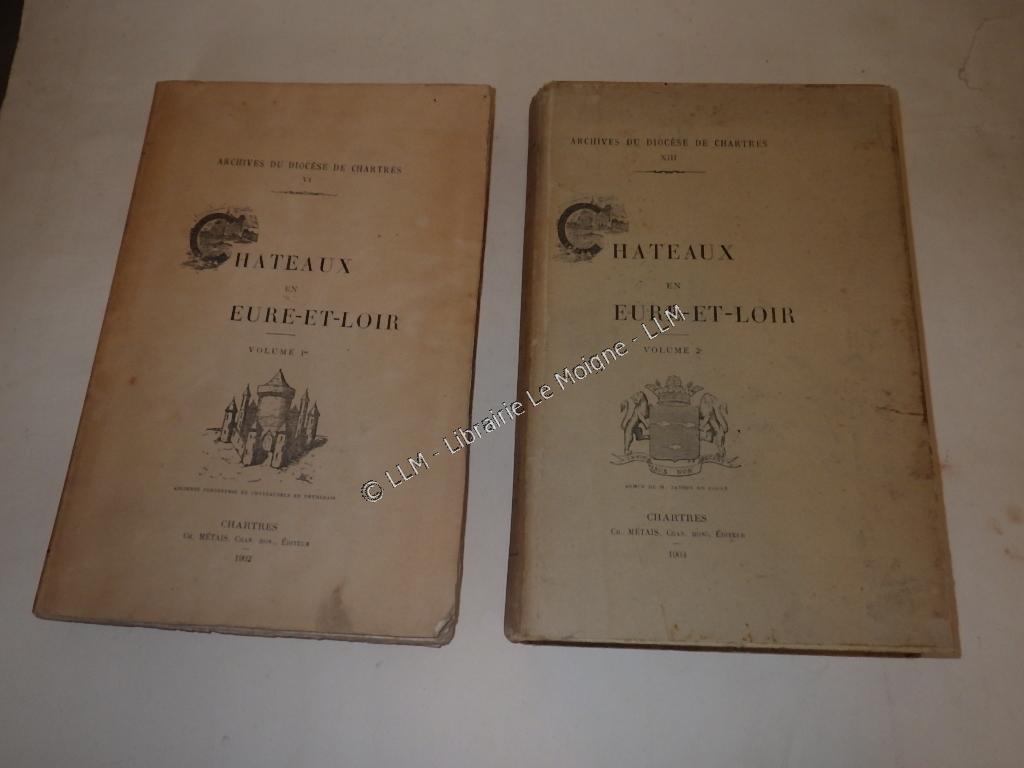 ARCHIVES DU DIOCÈSE DE CHARTRES
VI
CHATEAUX
EN
EURE-ET-LOIR
VOLUME 1er
CHARTRES
CH. MÉTAIS, CHAN. HON., ÉDITEUR
1902
ARCHIVES DU DIOCÈSE DE CHARTRES
XIII
CHATEAUX
EN
EURE-ET-LOIR
VOLUME 2e
CHARTRES
CH. MÉTAIS, CHAN. HON., ÉDITEUR
1904
© LLM - Librairie Le Moigne - LLM